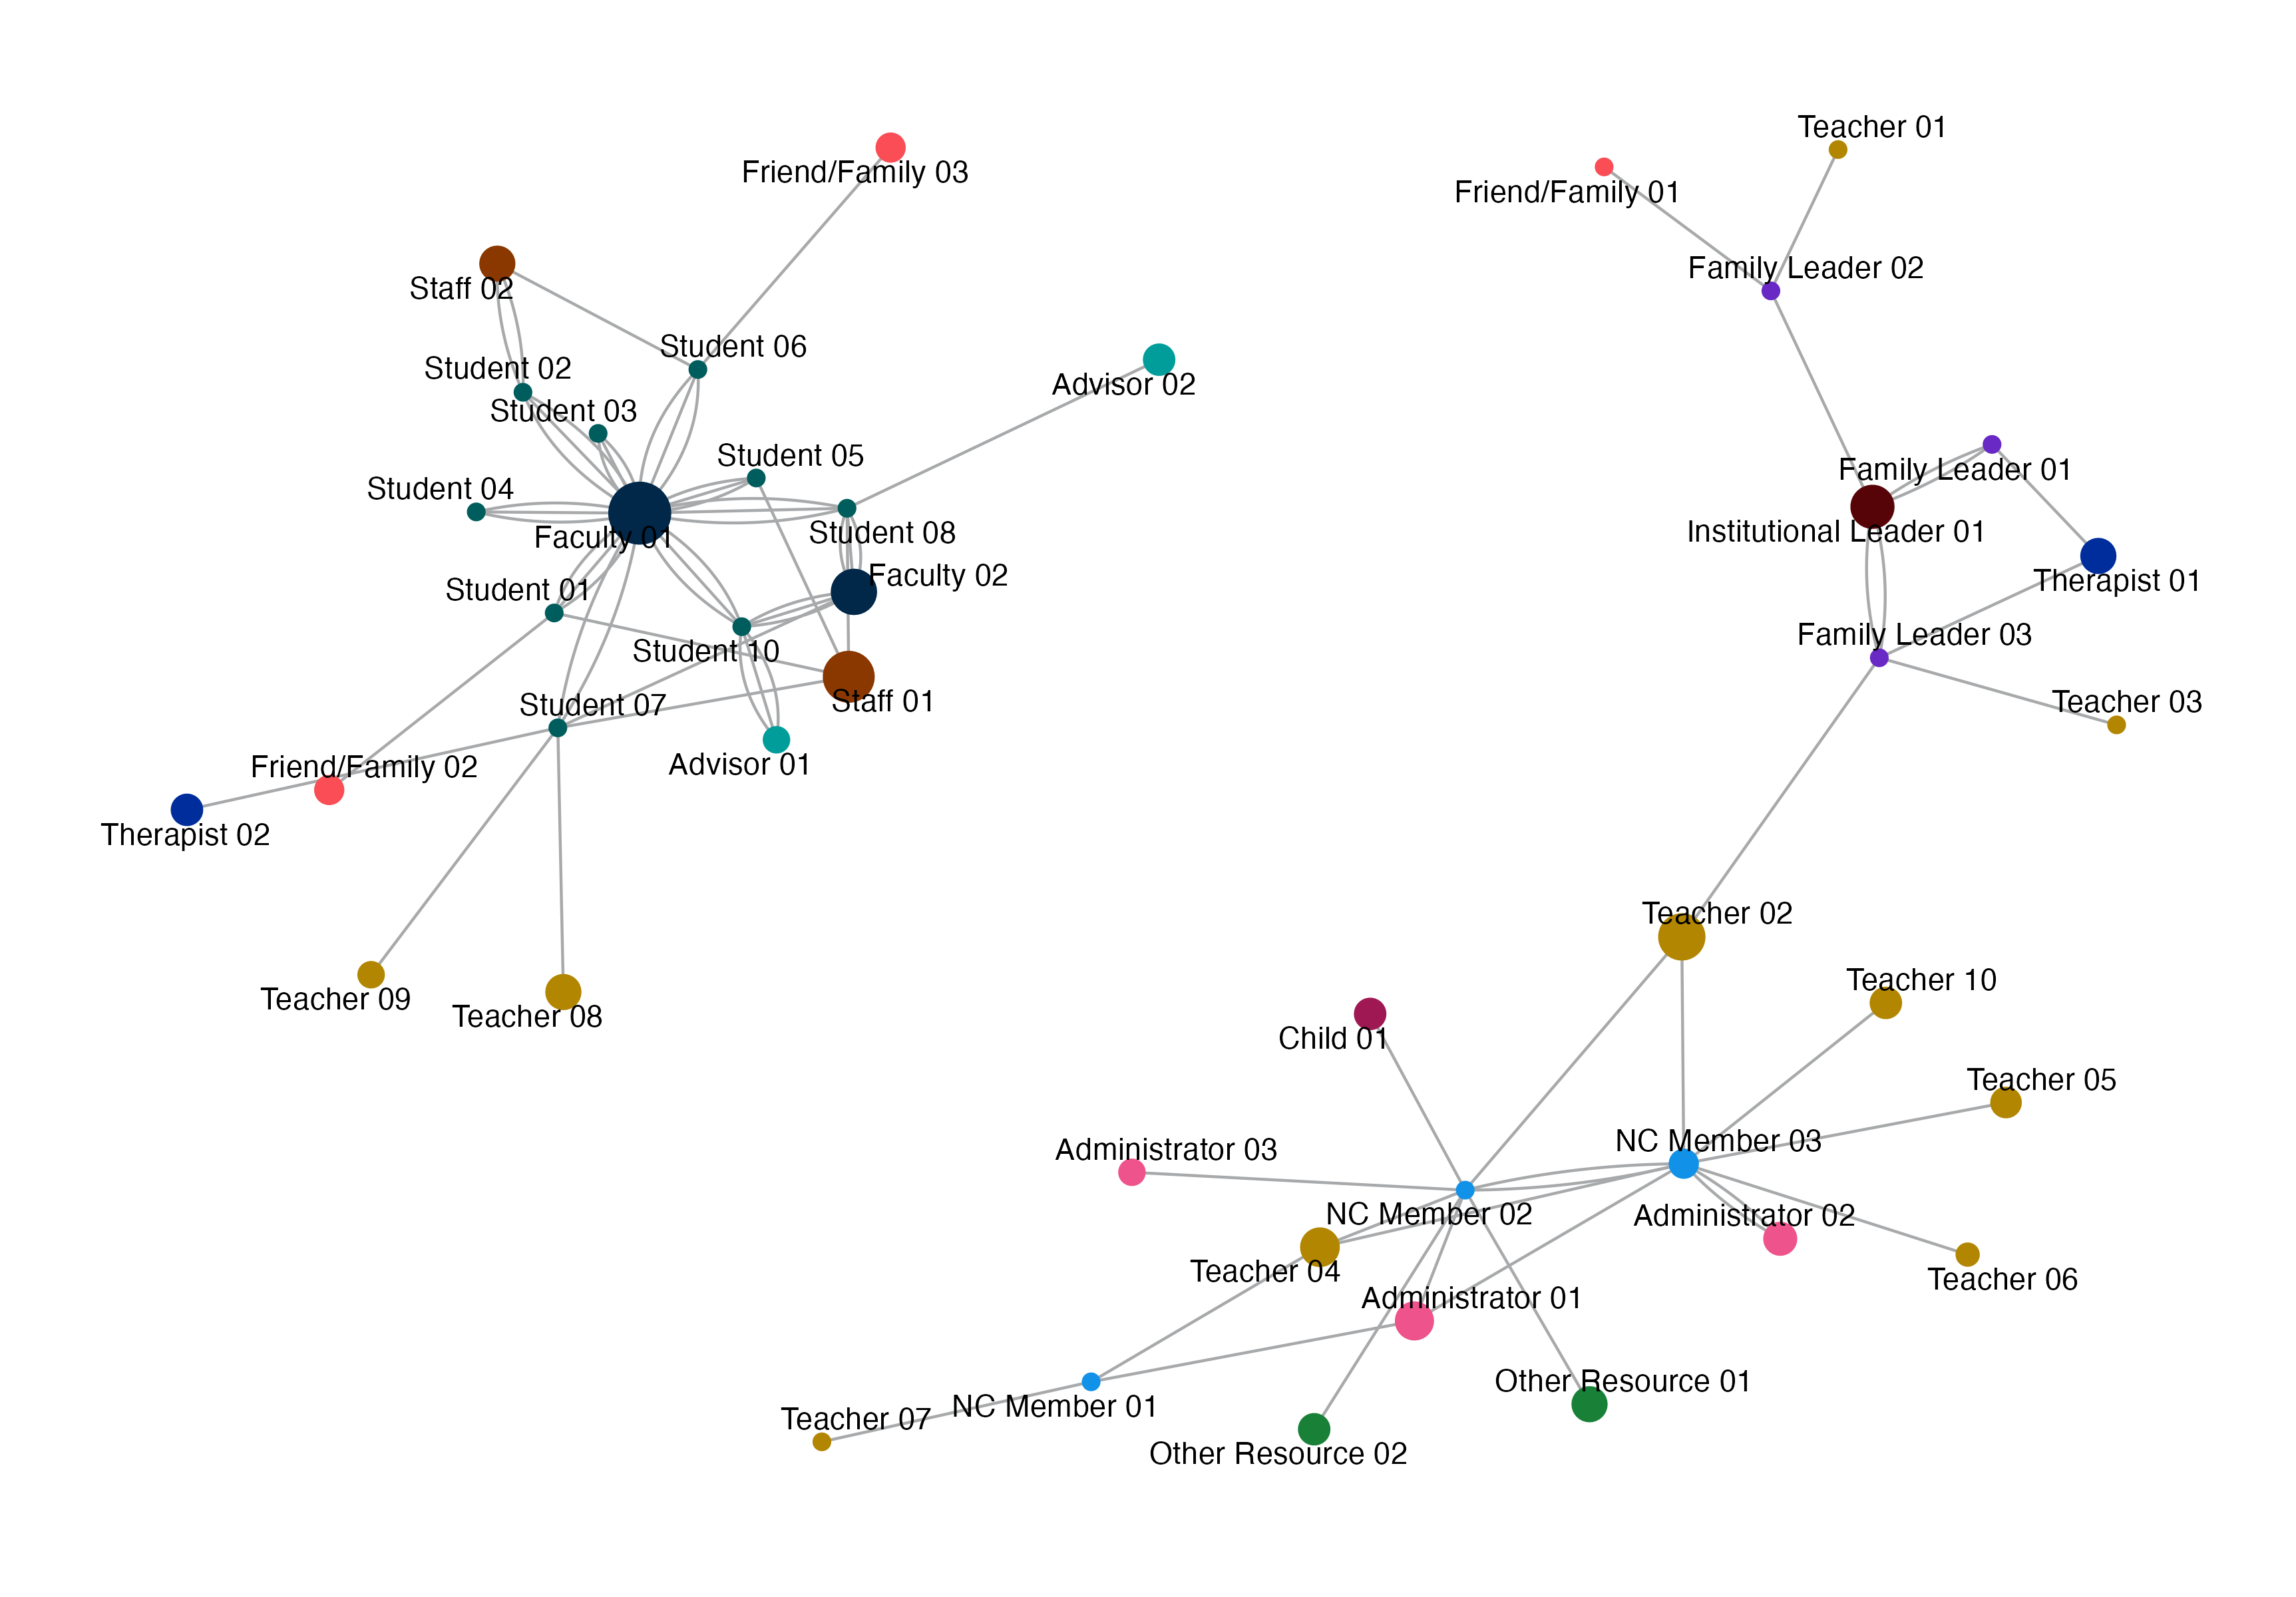 Teacher 01
Friend/Family 03
Friend/Family 01
Family Leader 02
Staff 02
Student 06
Student 02
Advisor 02
Student 03
Student 05
Family Leader 01
Student 04
Faculty 01
Student 08
Institutional Leader 01
Faculty 02
Therapist 01
Student 01
Family Leader 03
Student 10
Student 07
Staff 01
Teacher 03
Advisor 01
Friend/Family 02
Therapist 02
Teacher 02
Teacher 10
Teacher 09
Teacher 08
Child 01
Teacher 05
NC Member 03
Administrator 03
NC Member 02
Administrator 02
Teacher 04
Teacher 06
Administrator 01
Other Resource 01
NC Member 01
Teacher 07
Other Resource 02